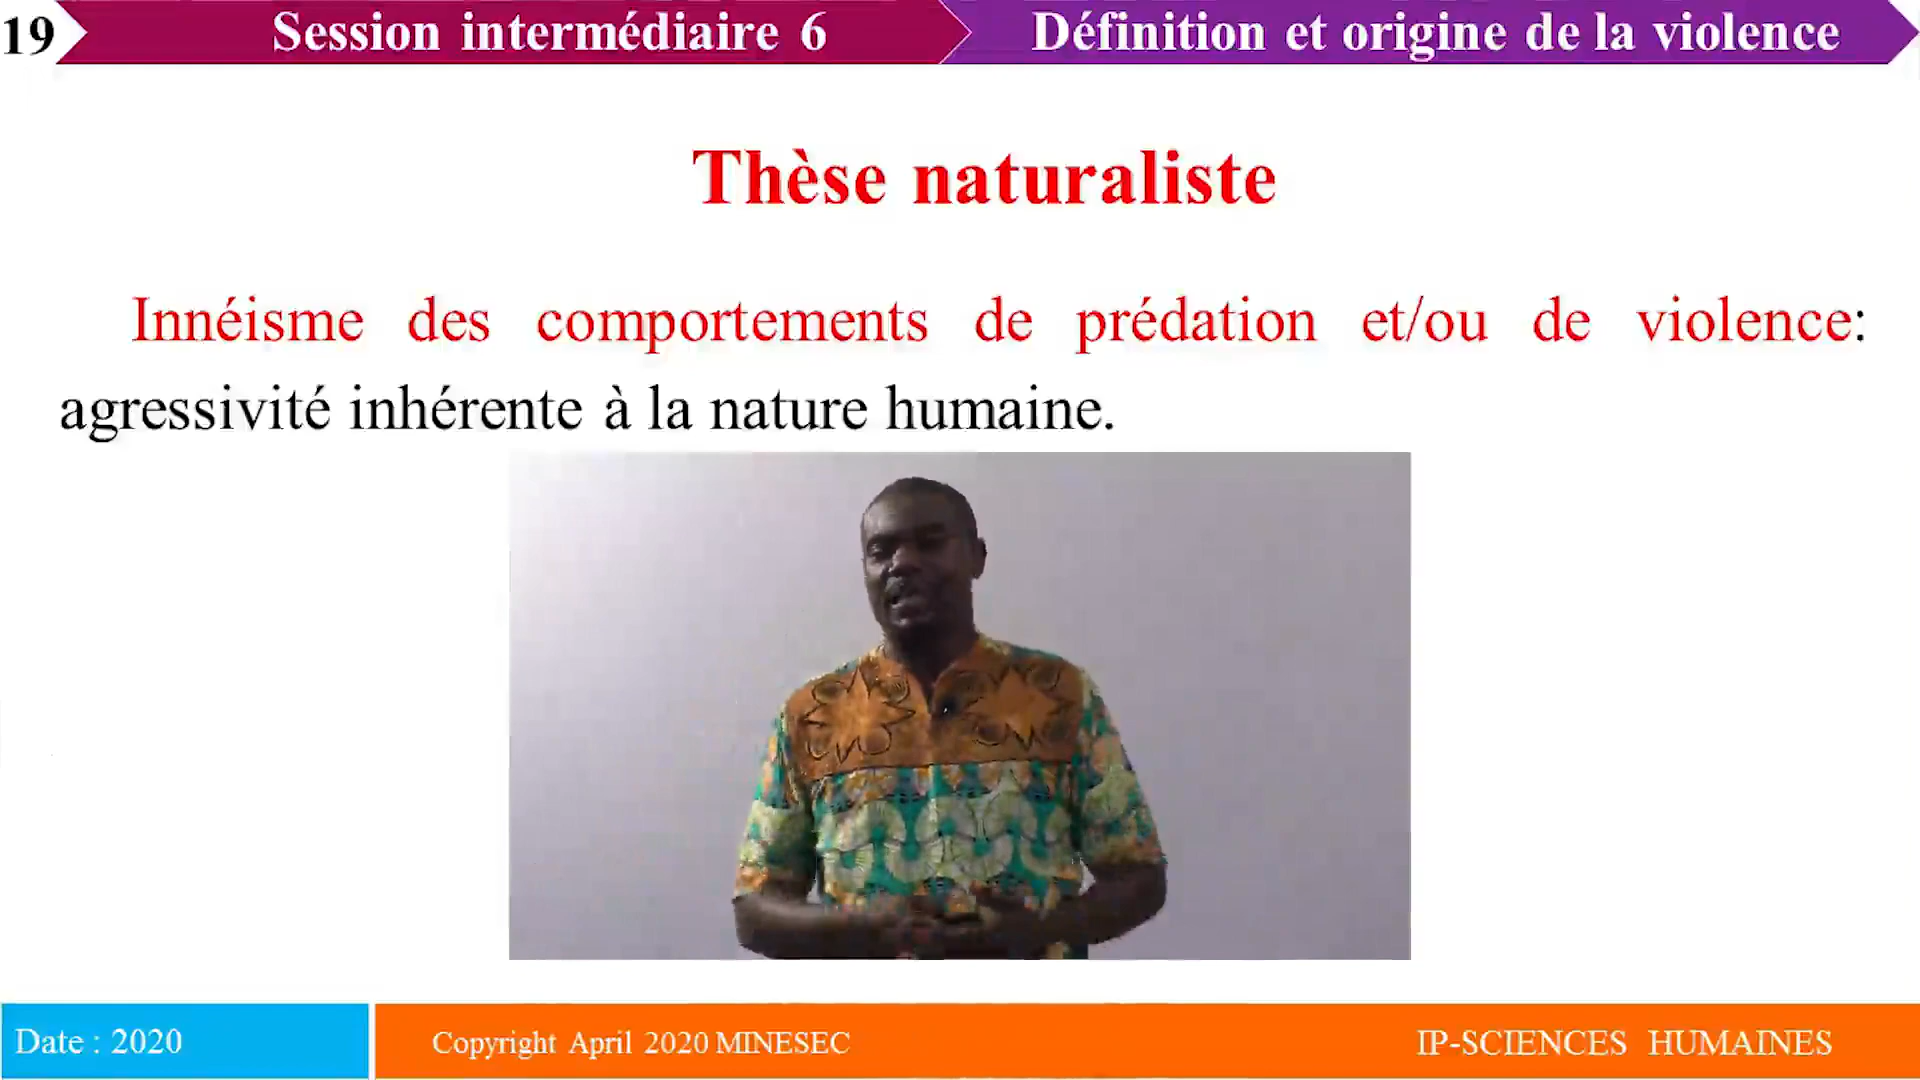 19
Session intermédiaire 6
Définition et origine de la violence
Thèse naturaliste
Innéisme des comportements de prédation et/ou de violence:
agressivité inhérente à la nature humaine.
Date : 2020
Copyright April 2020 MINESEC
IP-SCIENCES HUMAINES